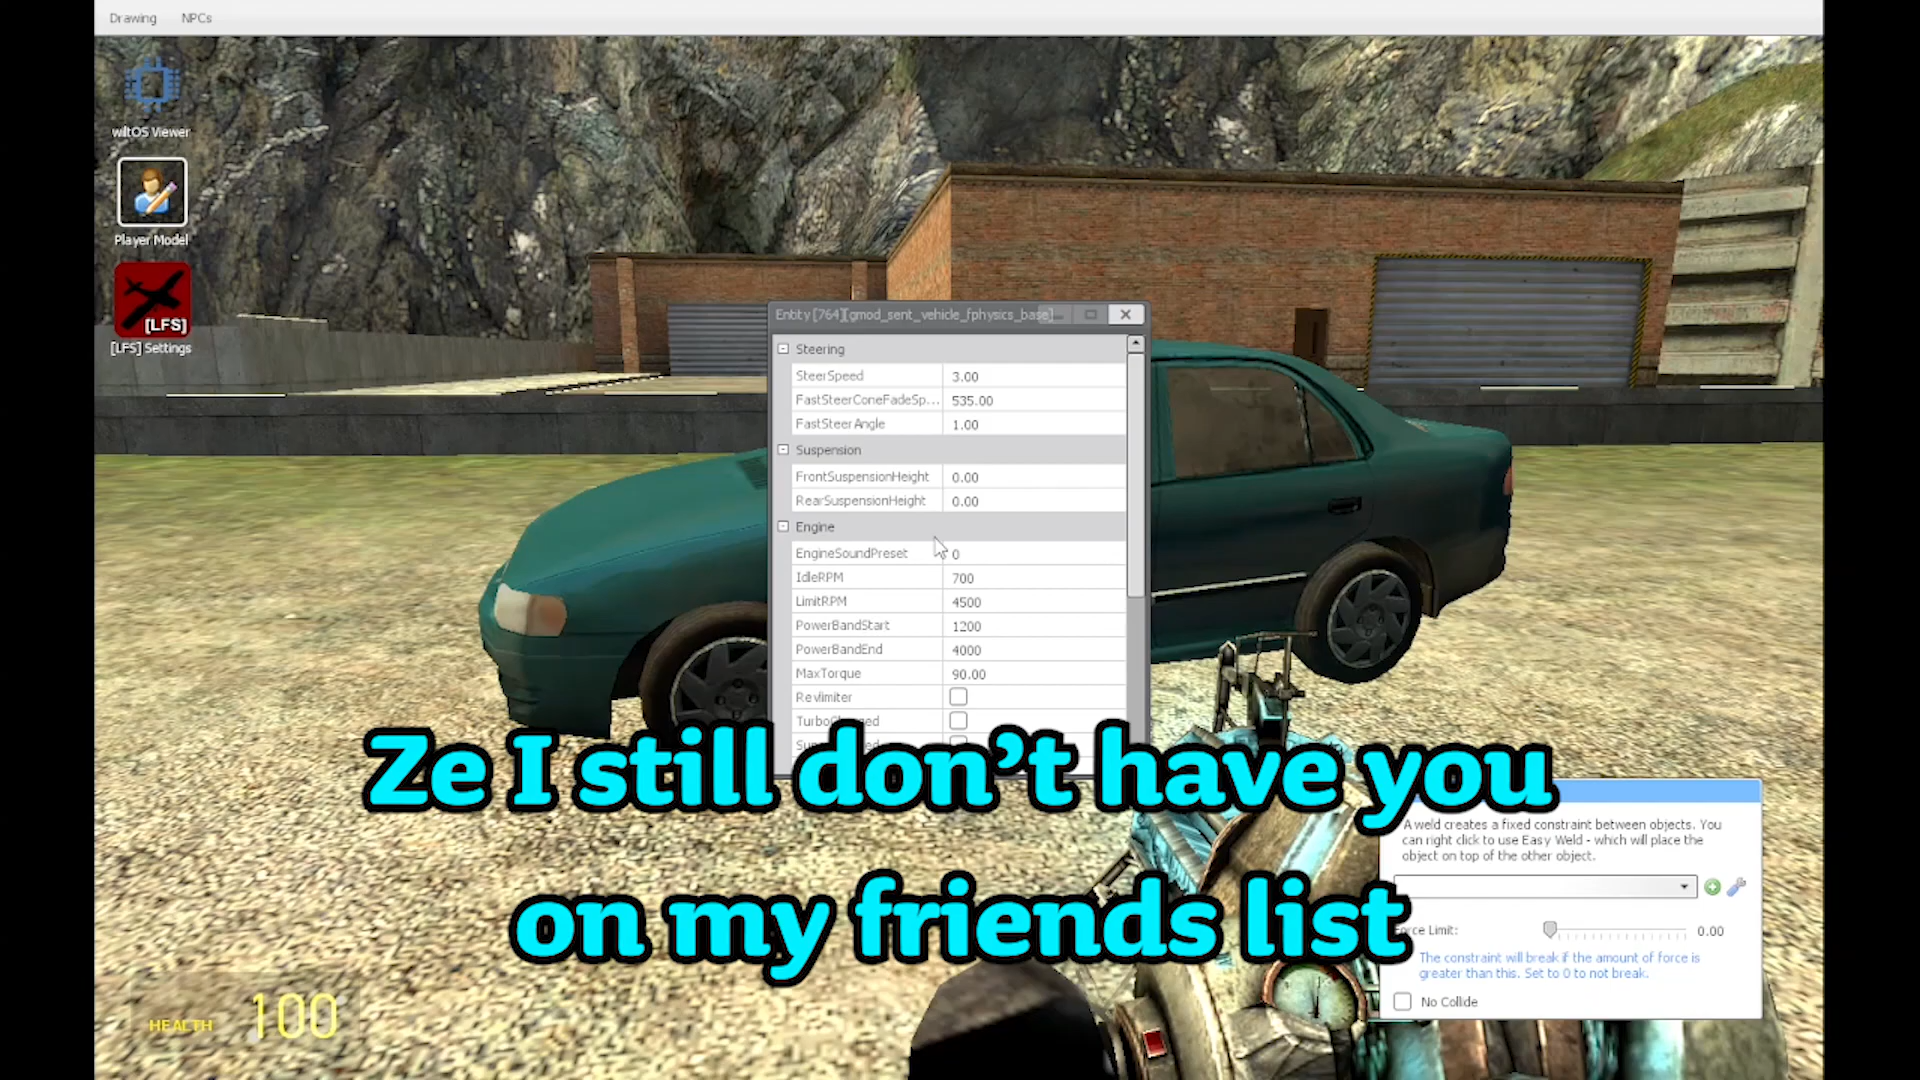 Drawing NPCs
wiltOS Viewer
Player Model
[LFS]
[LFS] Settings
Entity [764][gmod_sent_vehicle_fphysics_base]
Steering
SteerSpeed 3.00
FastSteerConeFadeSp... 535.00
FastSteerAngle 1.00
Suspension
FrontSuspensionHeight 0.00
RearSuspensionHeight 0.00
Engine
EngineSoundPreset 0
IdleRPM 700
LimitRPM 4500
PowerBandStart 1200
PowerBandEnd 4000
MaxTorque 90.00
Revlimiter
Ze I still don't have you
on my friends list
A weld creates a fixed constraint between objects. You
can right click to use Easy Weld - which will place the
object on top of the other object.
Limit: 0.00
The constraint will break if the amount of force is
greater than this. Set to 0 to not break.
No Collide
HEALTH 100